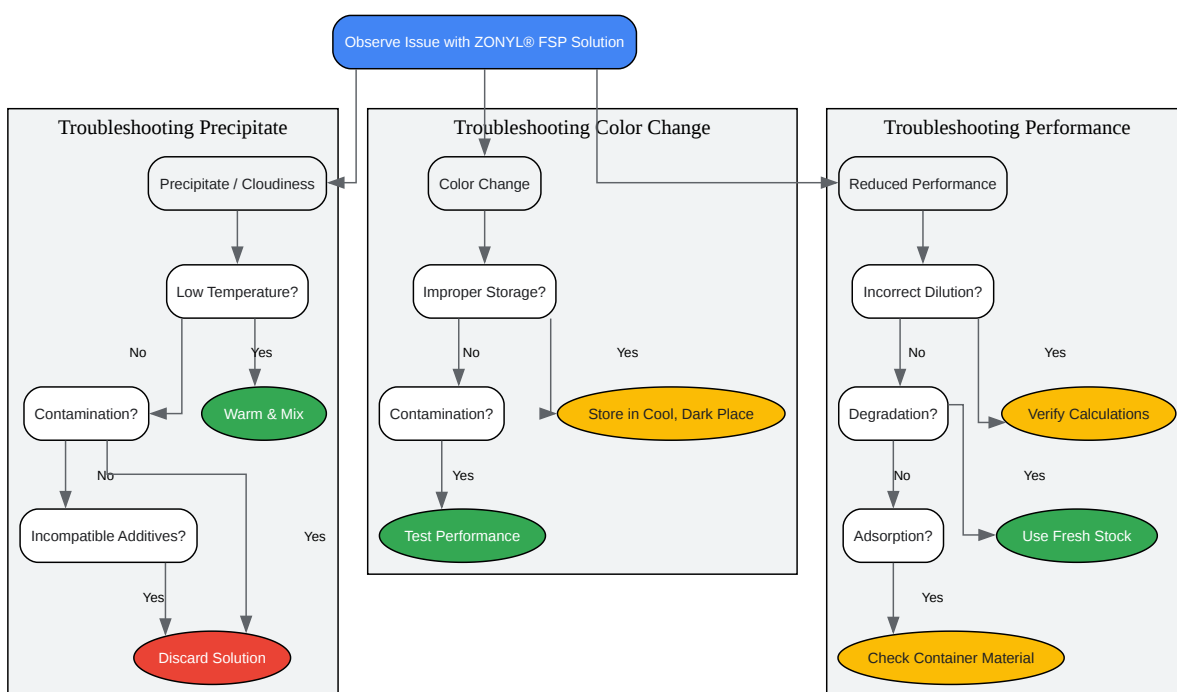 Observe Issue with ZONYL® FSP Solution
Troubleshooting Precipitate
Precipitate / Cloudiness
Low Temperature?
No
Yes
Contamination?
Warm & Mix
No
Incompatible Additives?
Yes
Yes
Discard Solution
Troubleshooting Color Change
Color Change
Improper Storage?
No
Yes
Contamination?
Store in Cool, Dark Place
Yes
Test Performance
Troubleshooting Performance
Reduced Performance
Incorrect Dilution?
No
Yes
Degradation?
Verify Calculations
No
Yes
Adsorption?
Use Fresh Stock
Yes
Check Container Material